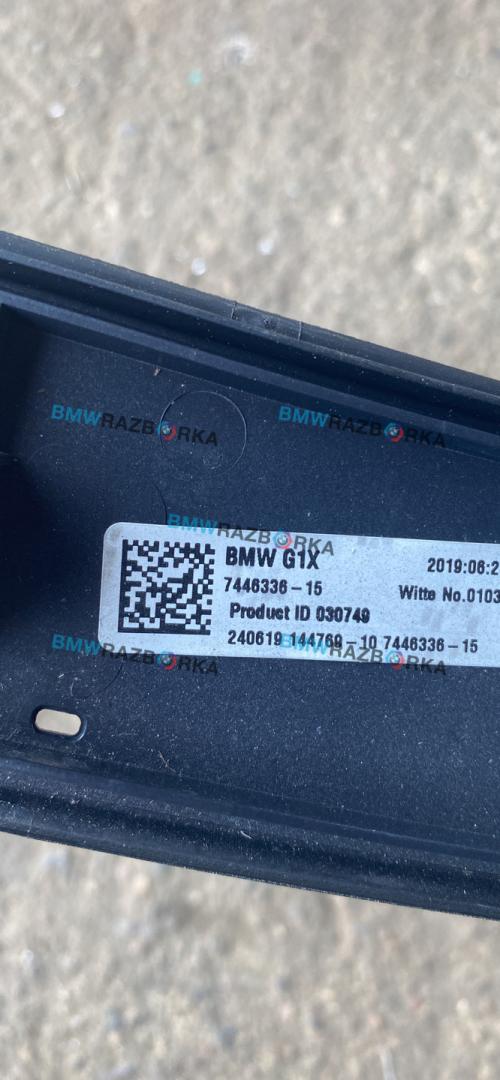 BMWRAZBORKA BMWRAZBORKA
BMWRAZBORKA
BMW G1X
2019:06:2
7446336-15
Witte No.0103
Product ID 030749
240619 144769-10 7446336-15
BMWRAZBORKA BMWRAZBORKA